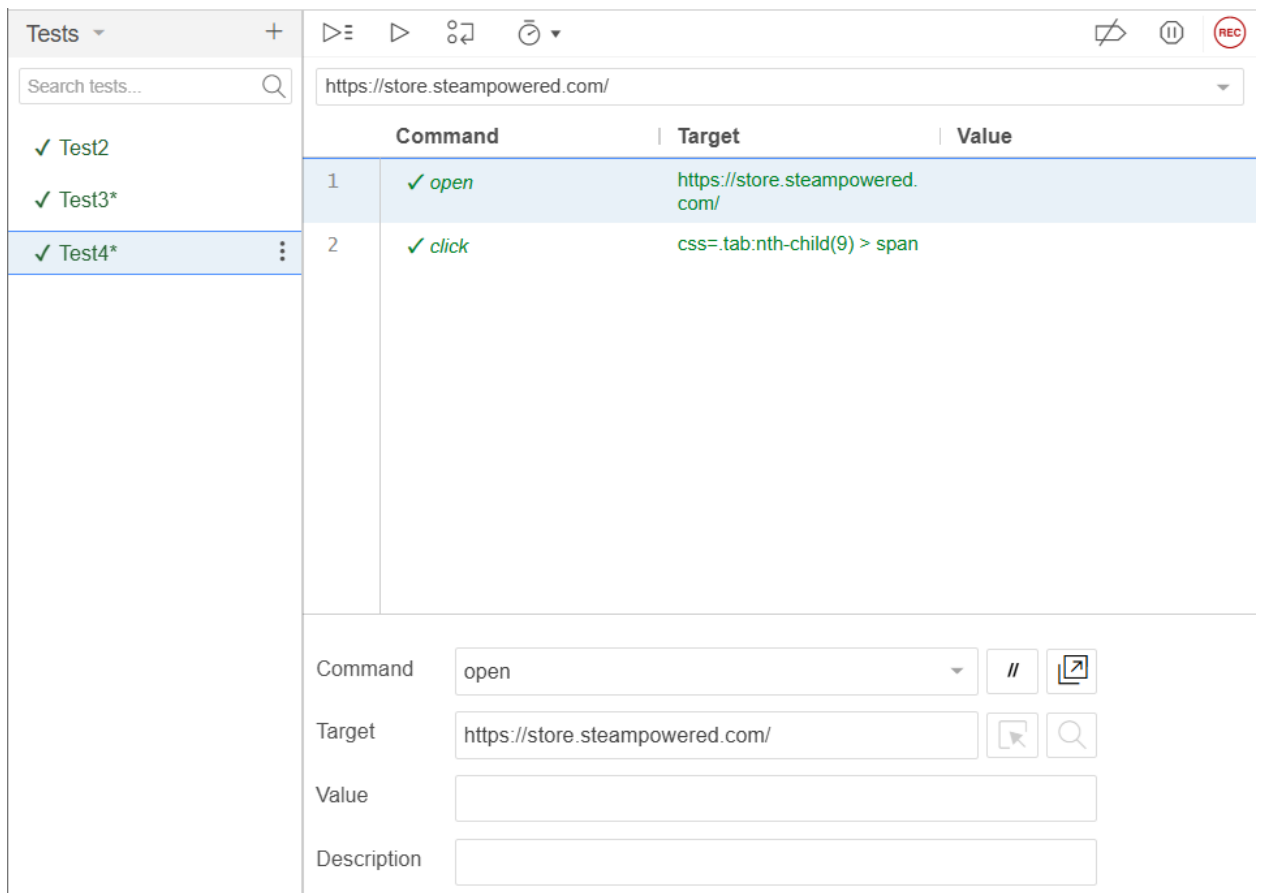 Tests
REC
Search tests...
https://store.steampowered.com/
Command Target Value
✓ Test2
✓ Test3*
✓ Test4*
1 ✓ open https://store.steampowered.
com/
2 ✓ click css=.tab:nth-child(9) > span
Command open //
Target https://store.steampowered.com/
Value
Description